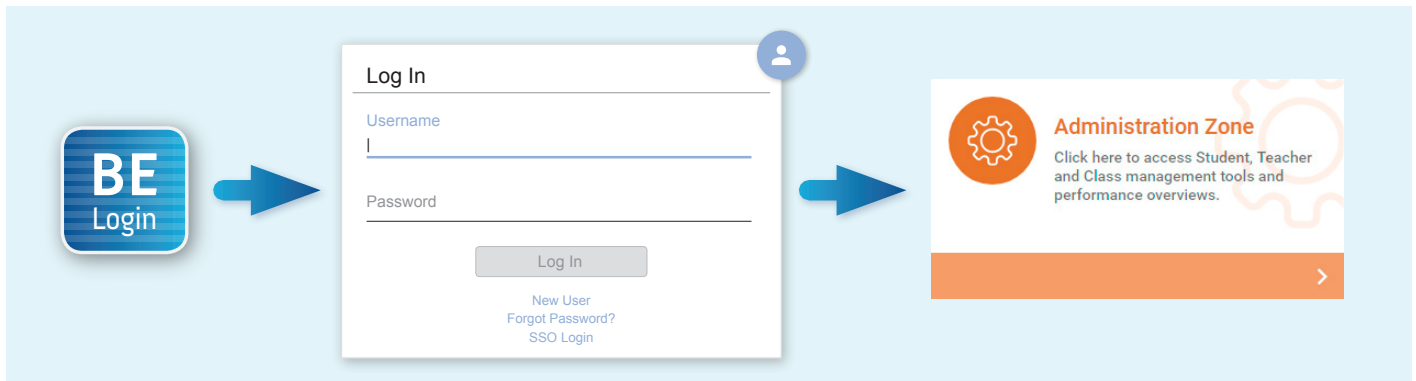 BE
Login
Log In
Username
Password
Log In
New User
Forgot Password?
SSO Login
Administration Zone
Click here to access Student, Teacher
and Class management tools and
performance overviews.